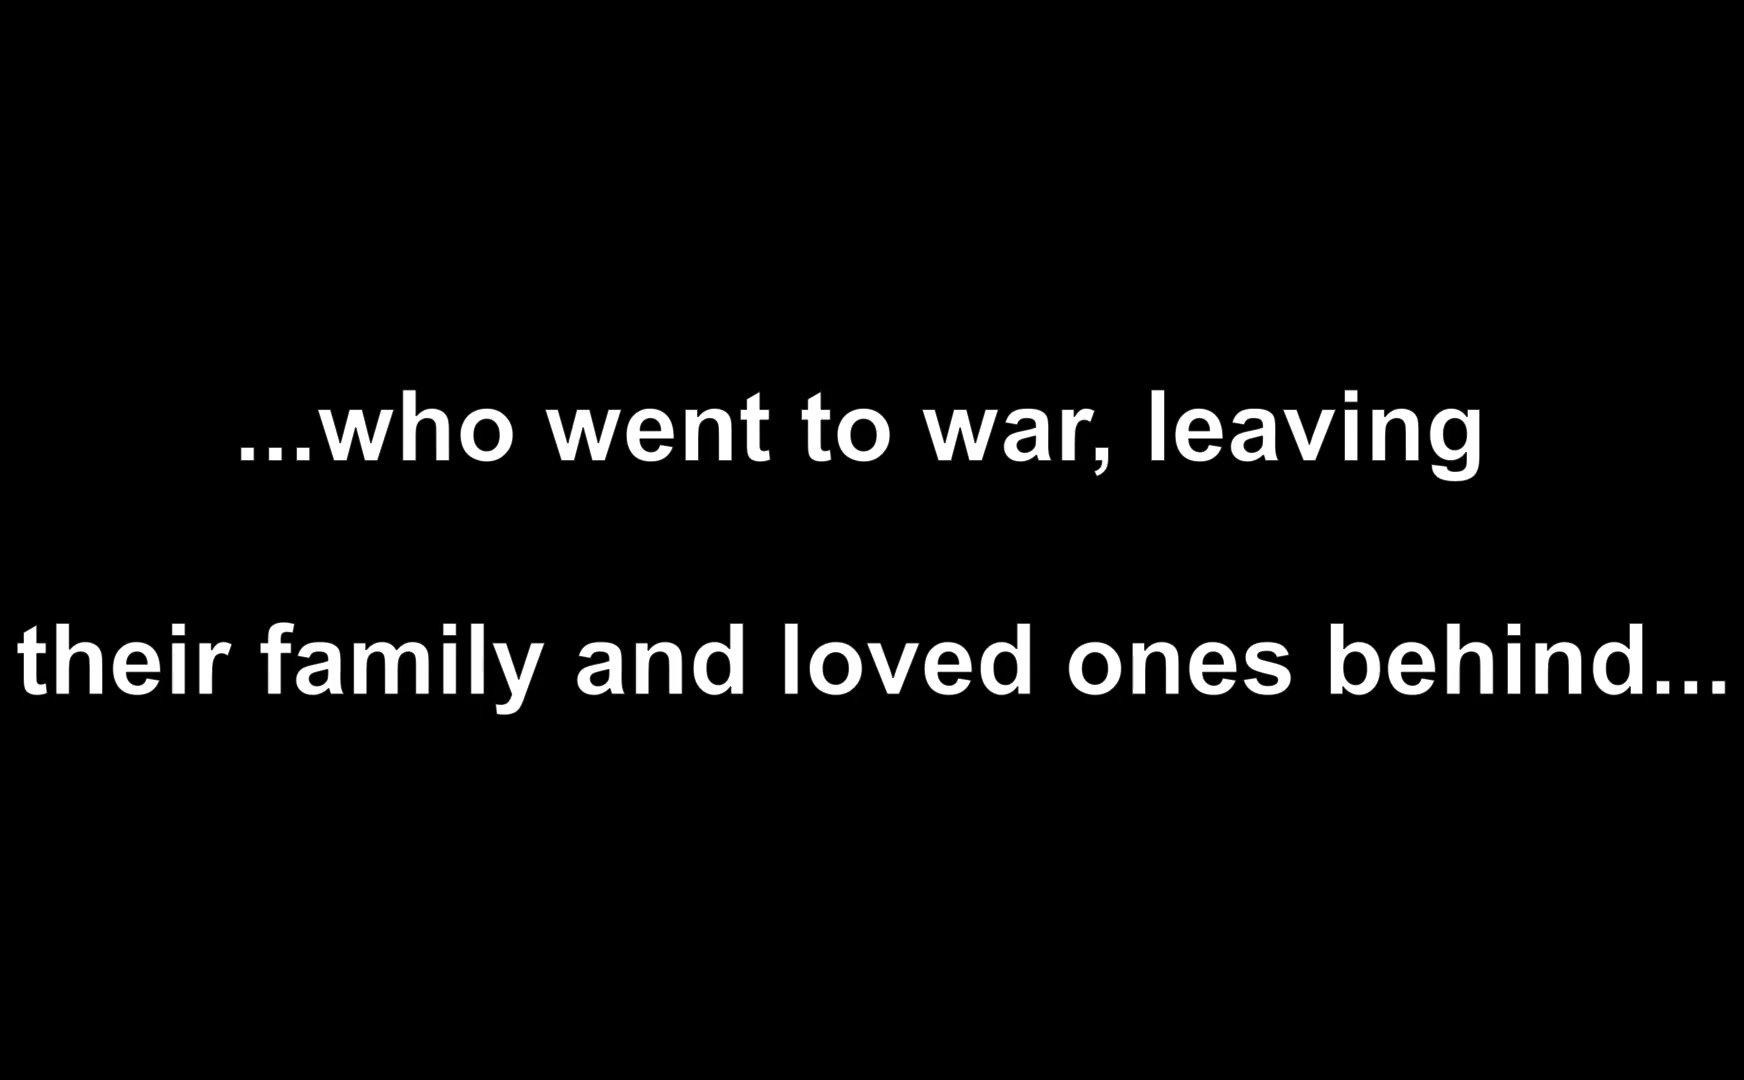 ...who went to war, leaving
their family and loved ones behind...